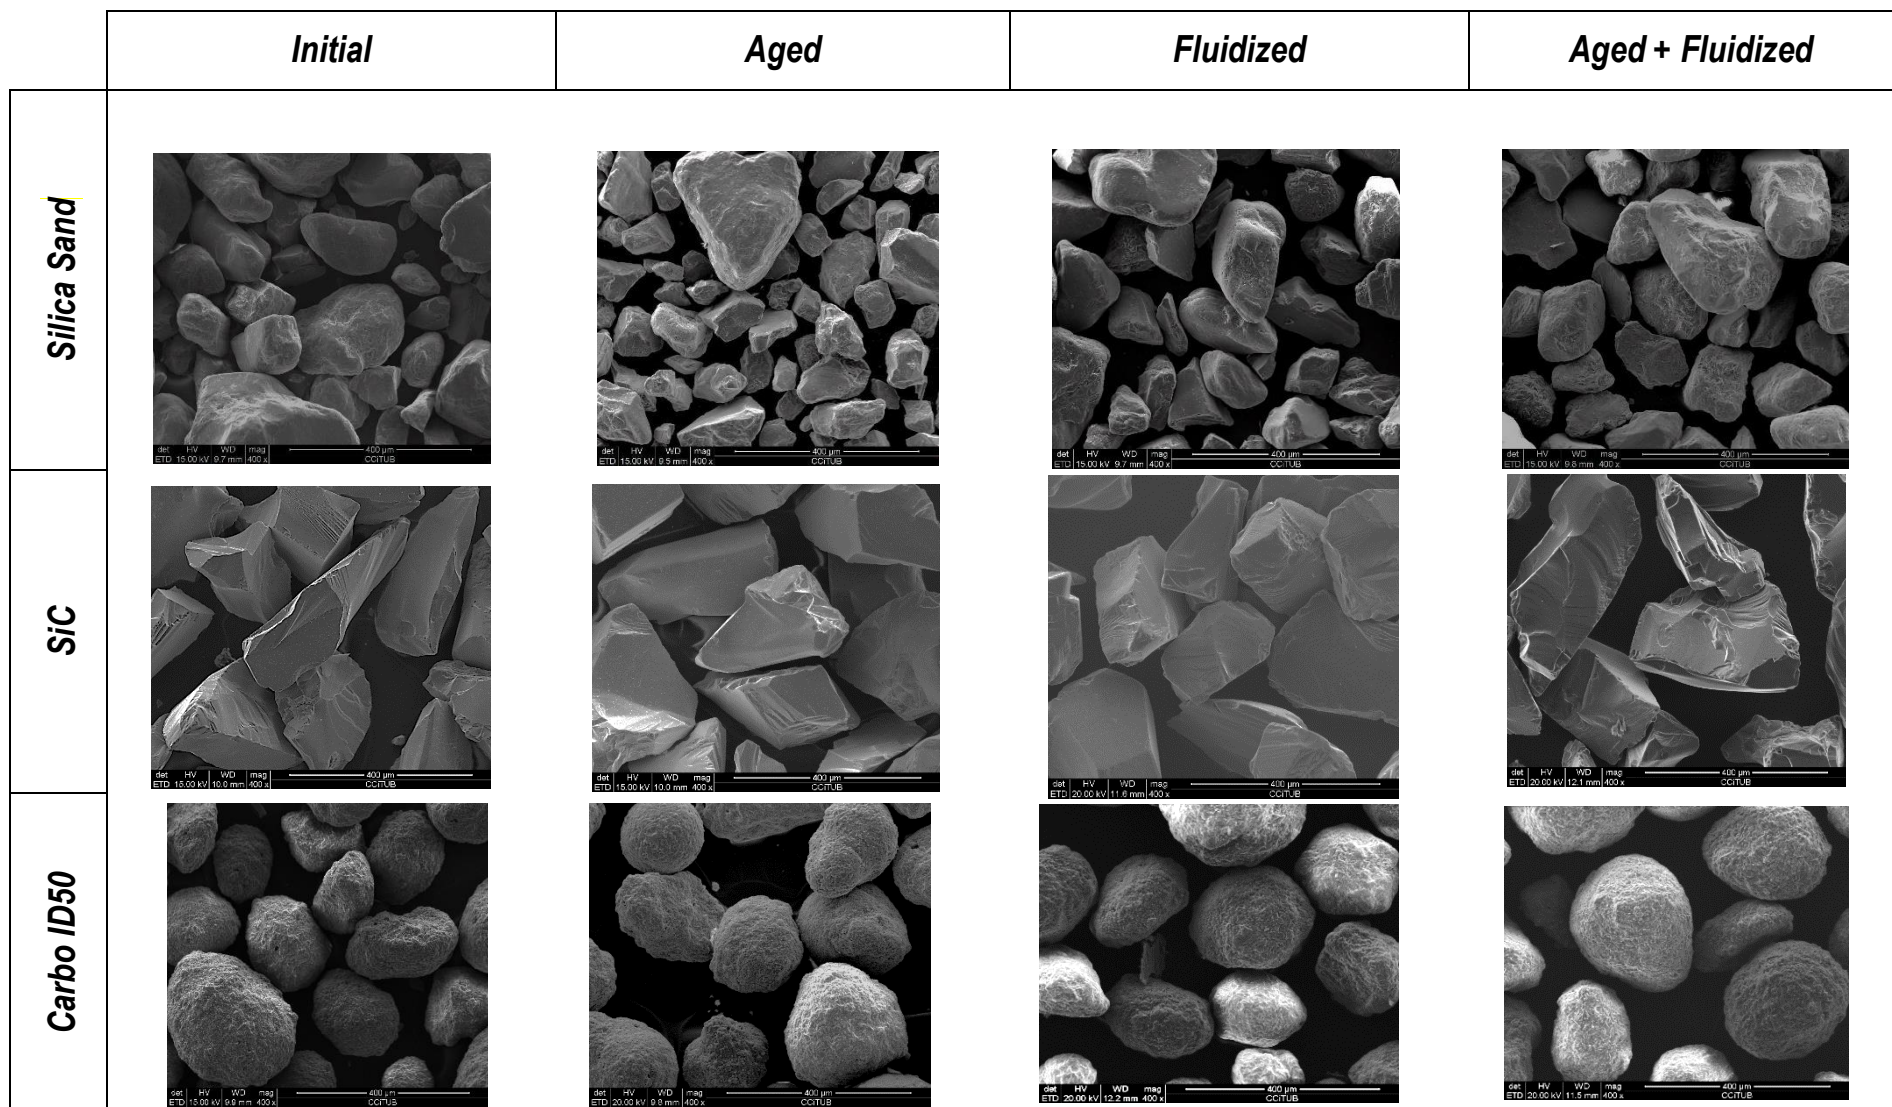 Initial
Aged
Fluidized
Aged + Fluidized
Silica Sand
det HV WD mag 400 µm
ETD 15.00 kV 9.7 mm 400 x CCiTUB
det HV WD mag 400 µm
ETD 15.00 kV 9.5 mm 400 x CCiTUB
det HV WD mag 400 µm
ETD 15.00 kV 9.7 mm 400 x CCiTUB
det HV WD mag 400 µm
ETD 15.00 kV 9.8 mm 400 x CCiTUB
SiC
det HV WD mag 400 µm
ETD 15.00 kV 10.0 mm 400 x CCiTUB
det HV WD mag 400 µm
ETD 15.00 kV 10.0 mm 400 x CCiTUB
det HV WD mag 400 µm
ETD 20.00 kV 11.6 mm 400 x CCiTUB
det HV WD mag 400 µm
ETD 20.00 kV 12.1 mm 400 x CCiTUB
Carbo ID50
det HV WD mag 400 µm
ETD 15.00 kV 9.9 mm 400 x CCiTUB
det HV WD mag 400 µm
ETD 20.00 kV 9.8 mm 400 x CCiTUB
det HV WD mag 400 µm
ETD 20.00 kV 12.2 mm 400 x CCiTUB
det HV WD mag 400 µm
ETD 20.00 kV 11.5 mm 400 x CCiTUB